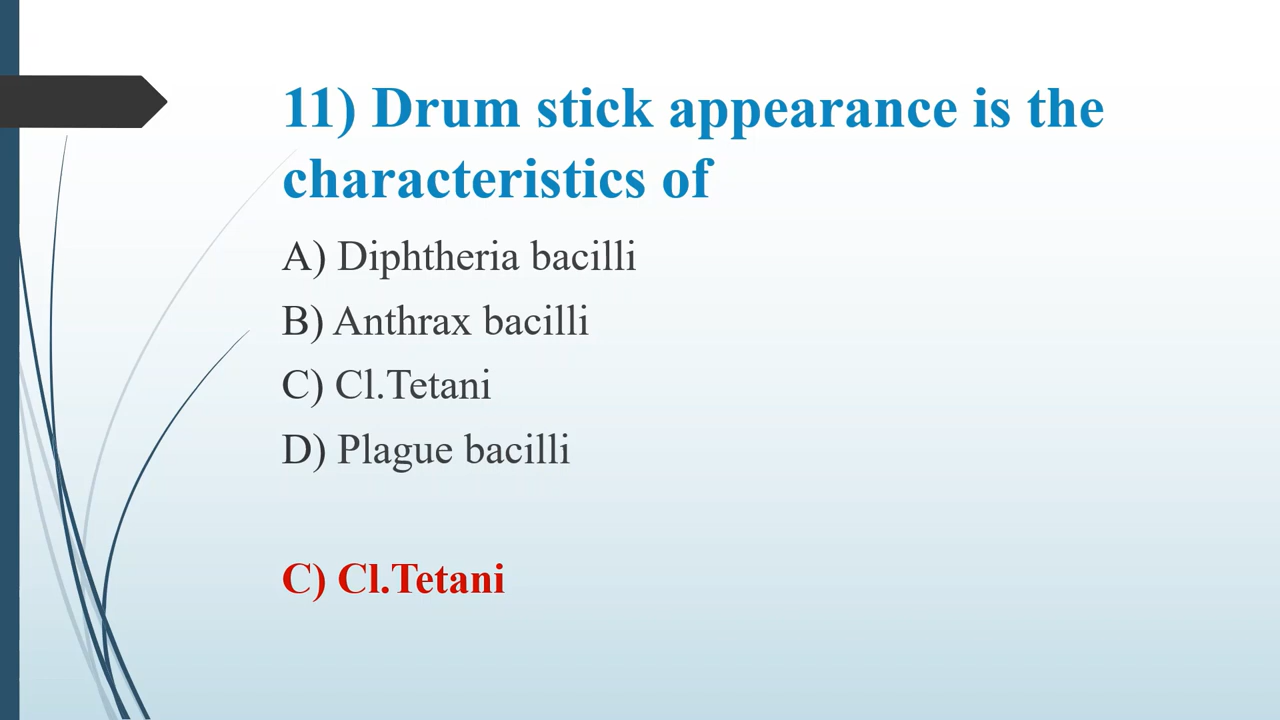 11) Drum stick appearance is the
characteristics of
A) Diphtheria bacilli
B) Anthrax bacilli
C) Cl.Tetani
D) Plague bacilli
C) Cl.Tetani